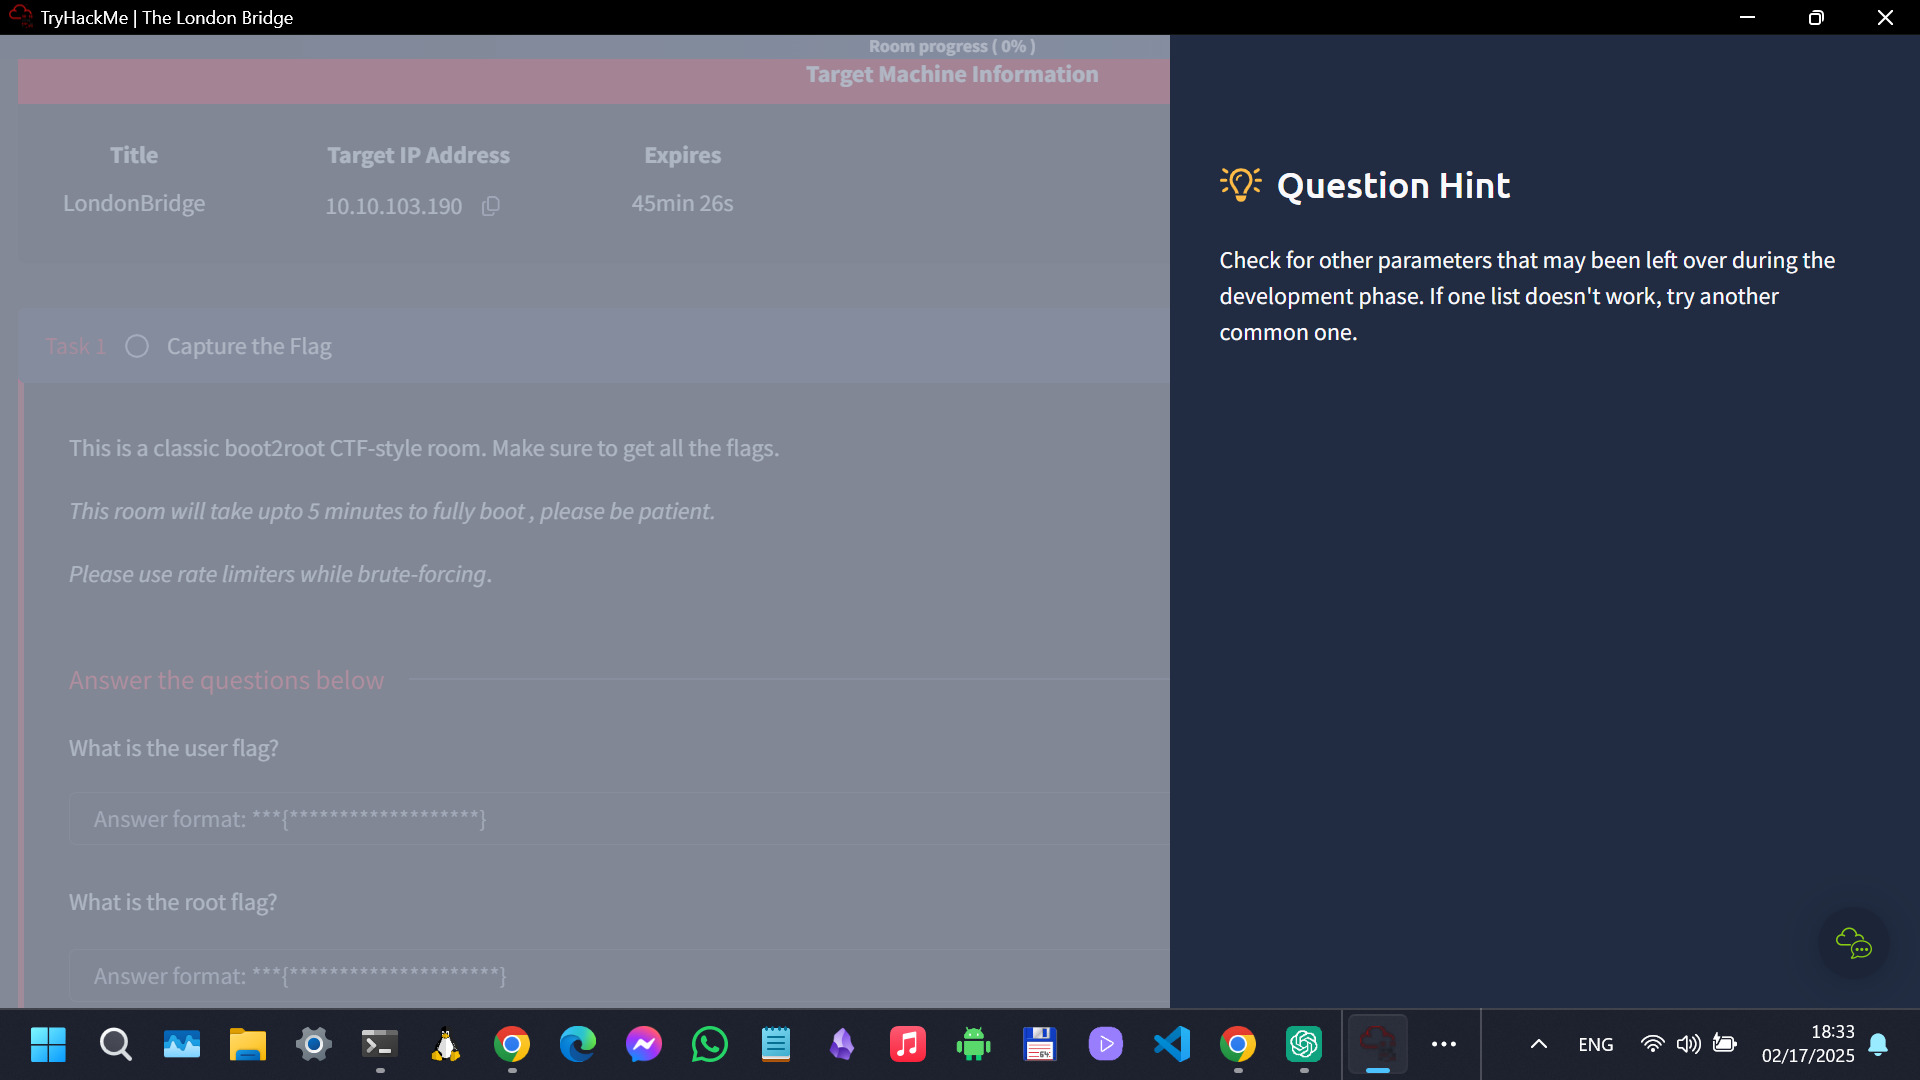 TryHackMe | The London Bridge
Room progress ( 0% )
Target Machine Information
Title
Target IP Address
Expires
LondonBridge
10.10.103.190
45min 26s
Task 1
Capture the Flag
This is a classic boot2root CTF-style room. Make sure to get all the flags.
This room will take upto 5 minutes to fully boot , please be patient.
Please use rate limiters while brute-forcing.
Answer the questions below
What is the user flag?
Answer format: ***{*******************}
What is the root flag?
Answer format: ***{*********************}
Question Hint
Check for other parameters that may been left over during the
development phase. If one list doesn't work, try another
common one.
64
ENG
18:33
02/17/2025